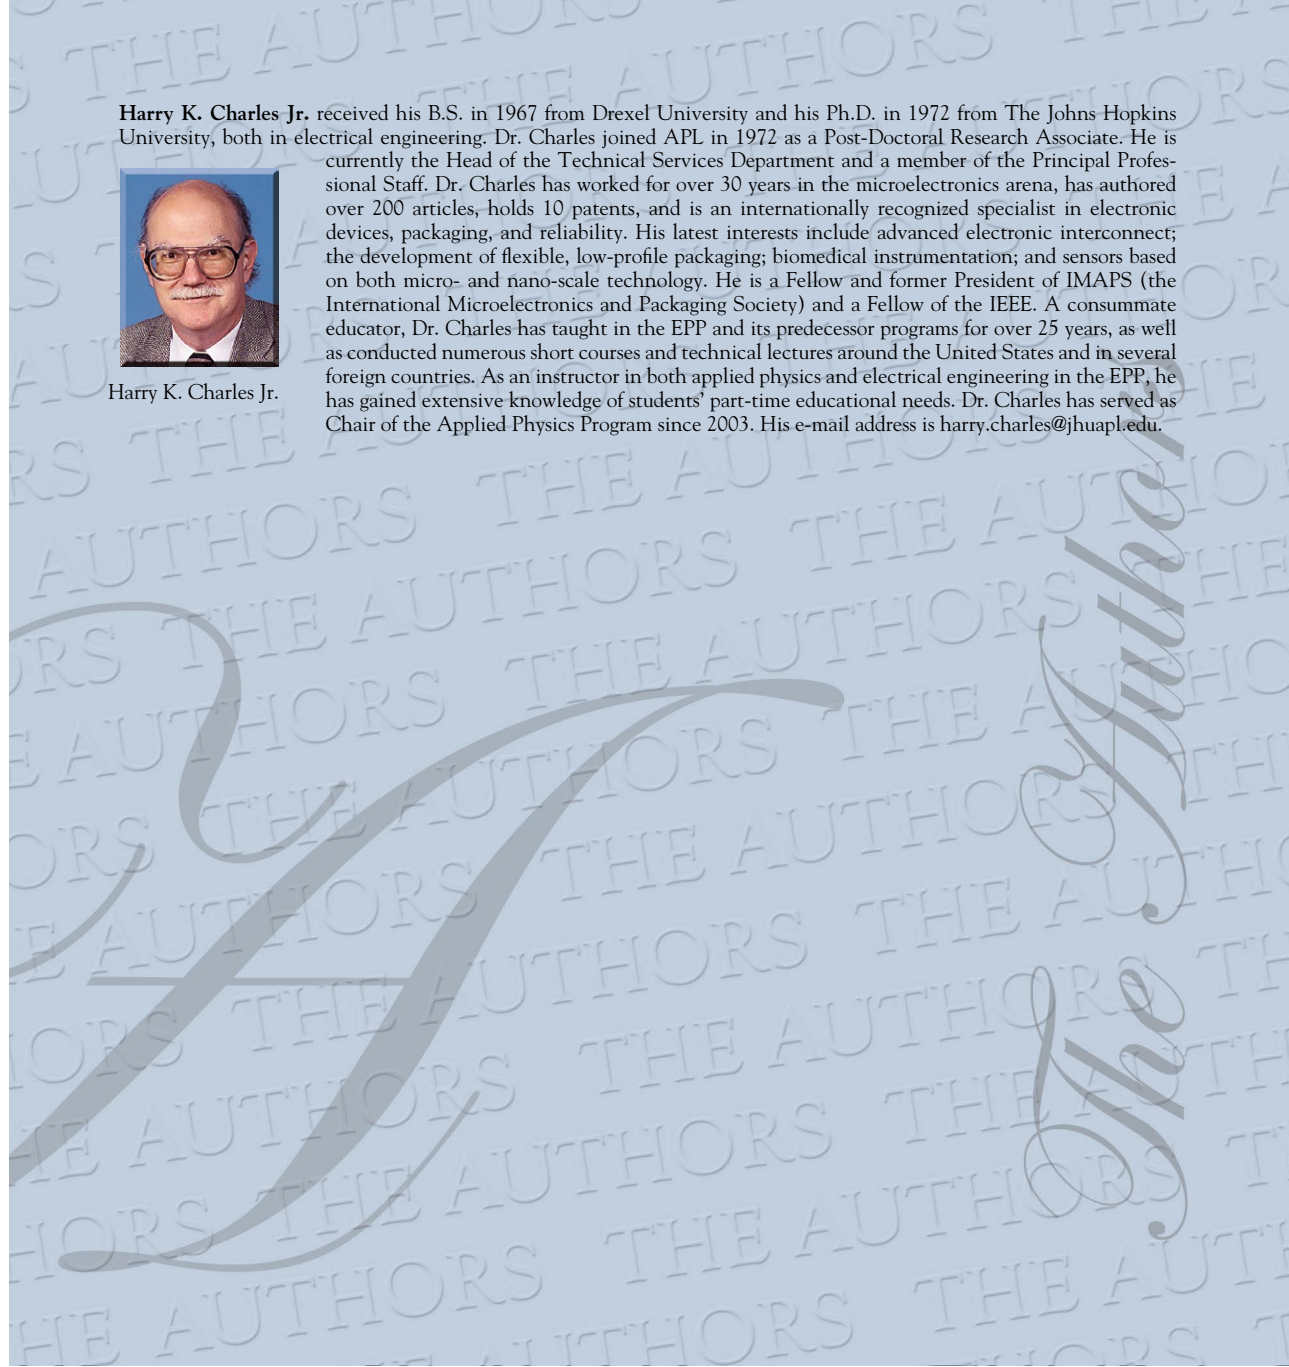 Harry K. Charles Jr. received his B.S. in 1967 from Drexel University and his Ph.D. in 1972 from The Johns Hopkins
University, both in electrical engineering. Dr. Charles joined APL in 1972 as a Post-Doctoral Research Associate. He is
currently the Head of the Technical Services Department and a member of the Principal Profes-
sional Staff. Dr. Charles has worked for over 30 years in the microelectronics arena, has authored
over 200 articles, holds 10 patents, and is an internationally recognized specialist in electronic
devices, packaging, and reliability. His latest interests include advanced electronic interconnect;
the development of flexible, low-profile packaging; biomedical instrumentation; and sensors based
on both micro- and nano-scale technology. He is a Fellow and former President of IMAPS (the
International Microelectronics and Packaging Society) and a Fellow of the IEEE. A consummate
educator, Dr. Charles has taught in the EPP and its predecessor programs for over 25 years, as well
as conducted numerous short courses and technical lectures around the United States and in several
foreign countries. As an instructor in both applied physics and electrical engineering in the EPP, he
has gained extensive knowledge of students' part-time educational needs. Dr. Charles has served as
Chair of the Applied Physics Program since 2003. His e-mail address is harry.charles@jhuapl.edu.
Harry K. Charles Jr.
The Authors